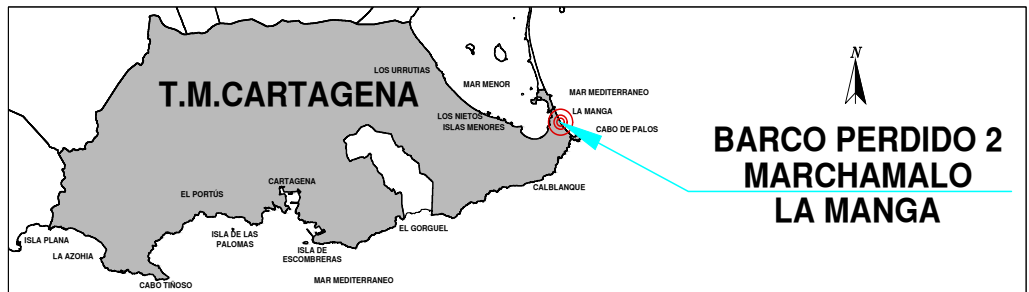 LOS URRUTIAS
T.M.CARTAGENA
MAR MENOR
MAR MEDITERRANEO
LA MANGA
LOS NIETOS
ISLAS MENORES
CABO DE PALOS
CARTAGENA
EL PORTÚS
CALBLANQUE
EL GORGUEL
ISLA PLANA
LA AZOHIA
ISLA DE LAS
PALOMAS
ISLA DE
ESCOMBRERAS
CABO TIÑOSO
MAR MEDITERRANEO
N
BARCO PERDIDO 2
MARCHAMALO
LA MANGA